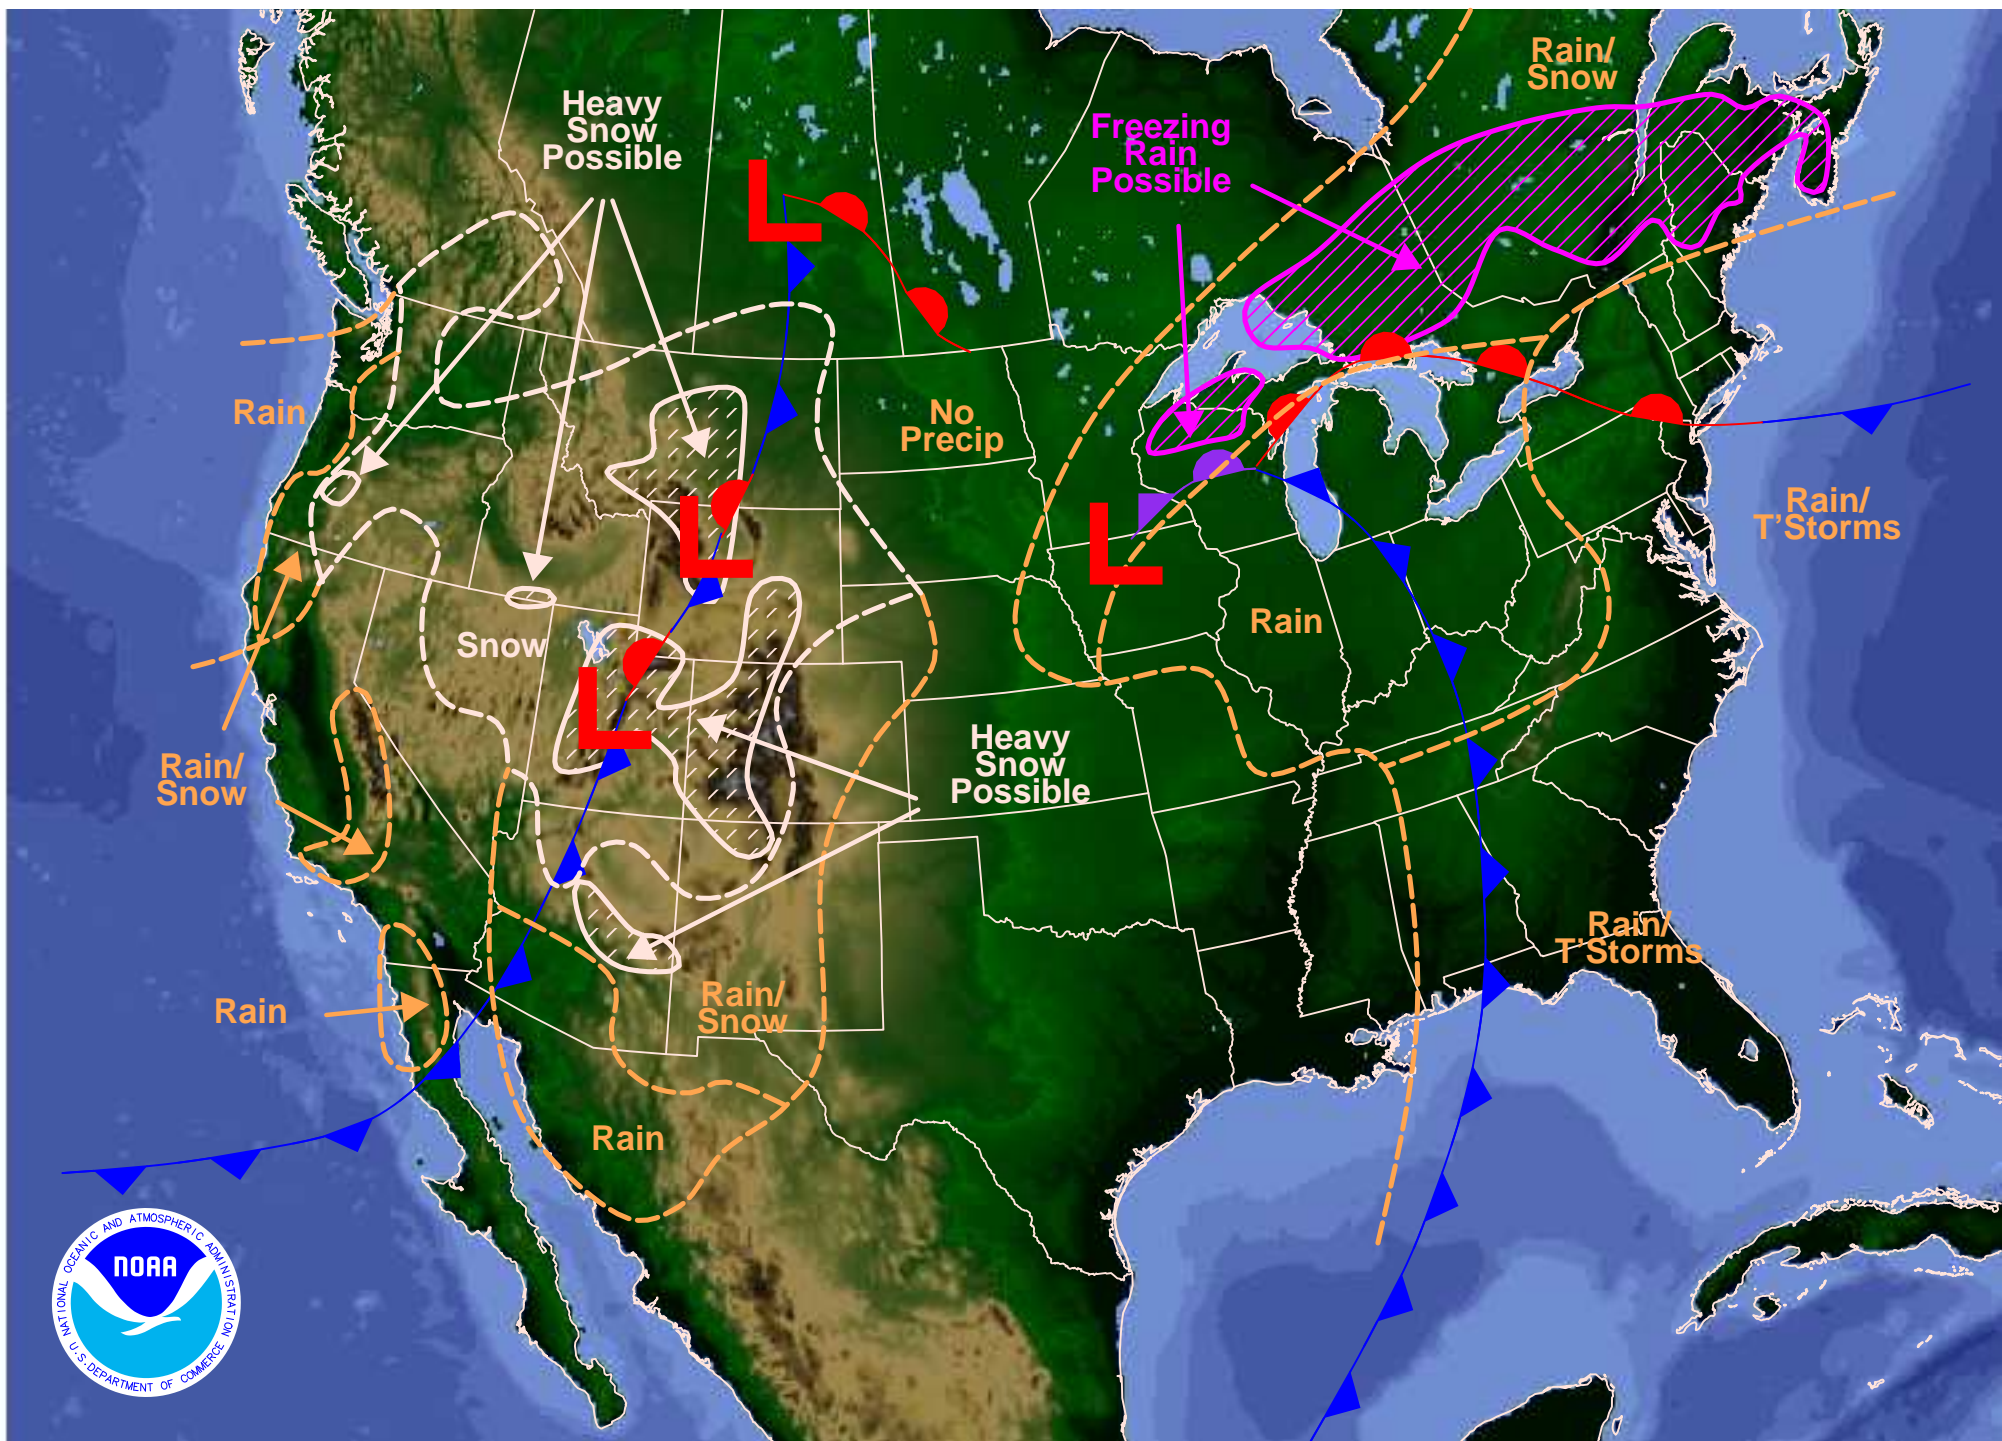 Rain/
Snow
Heavy
Snow
Possible
Freezing
Rain
Possible
L
Rain
No
Precip
Rain/
T'Storms
L
L
Rain
Snow
L
Heavy
Snow
Possible
Rain/
Snow
Rain/
T'Storms
Rain
Rain/
Snow
Rain
NATIONAL OCEANIC AND ATMOSPHERIC ADMINISTRATION
NOAA
U.S. DEPARTMENT OF COMMERCE